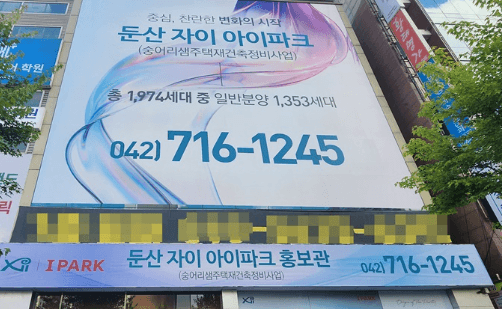 중심, 찬란한 변화의 시작
둔산 자이 아이파크
(숭어리샘주택재건축정비사업)
총 1,974세대 중 일반분양 1,353세대
042) 716-1245
학원
Xii IPARK 둔산 자이 아이파크 홍보관 042) 716-1245
(숭어리샘주택재건축정비사업)